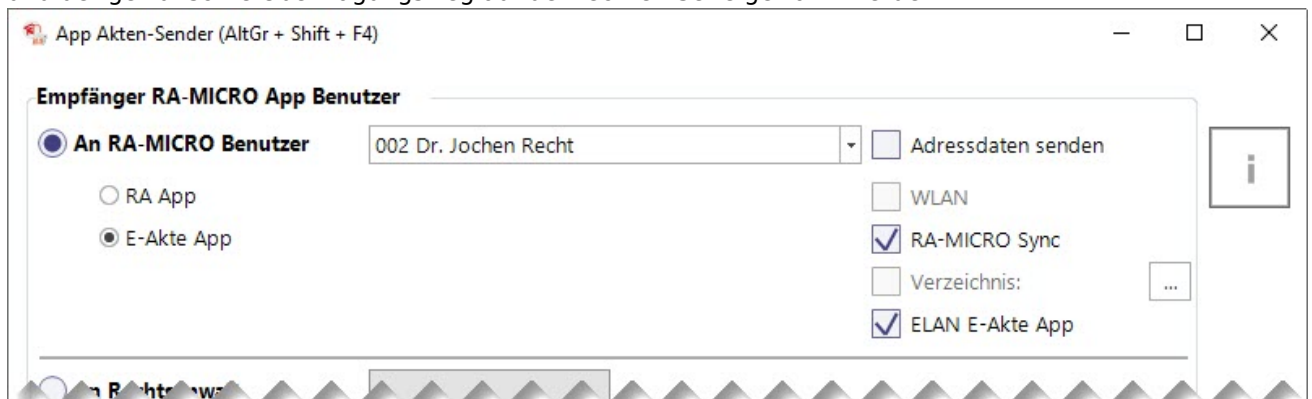 App Akten-Sender (AltGr + Shift + F4)
Empfänger RA-MICRO App Benutzer
An RA-MICRO Benutzer 002 Dr. Jochen Recht Adressdaten senden
i
RA App WLAN
E-Akte App RA-MICRO Sync
Verzeichnis: ...
ELAN E-Akte App